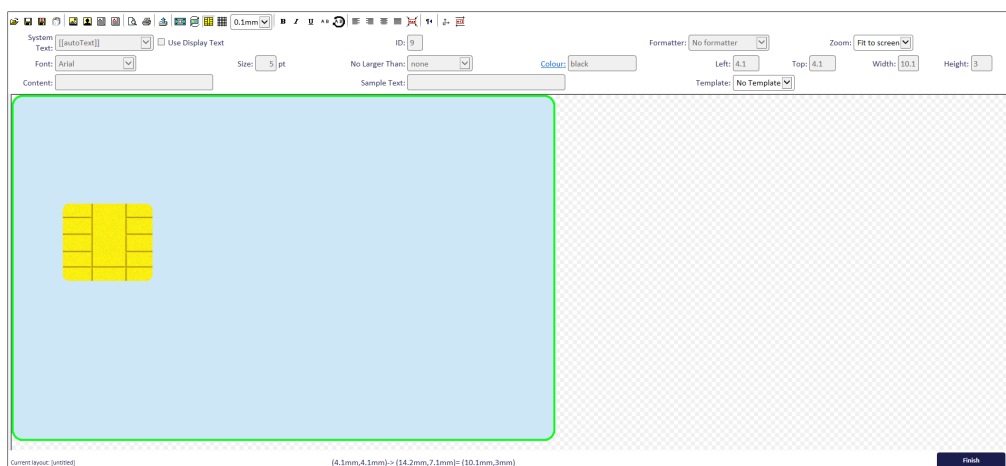 0.1mm B I U A B
System Text: [[autoText]] Use Display Text ID: 9 Formatter: No formatter Zoom: Fit to screen
Font: Arial Size: 5 pt No Larger Than: none Colour: black Left: 4.1 Top: 4.1 Width: 10.1 Height: 3
Content: Sample Text: Template: No Template
Current layout: [untitled] (4.1mm,4.1mm)-> (14.2mm,7.1mm)= (10.1mm,3mm) Finish